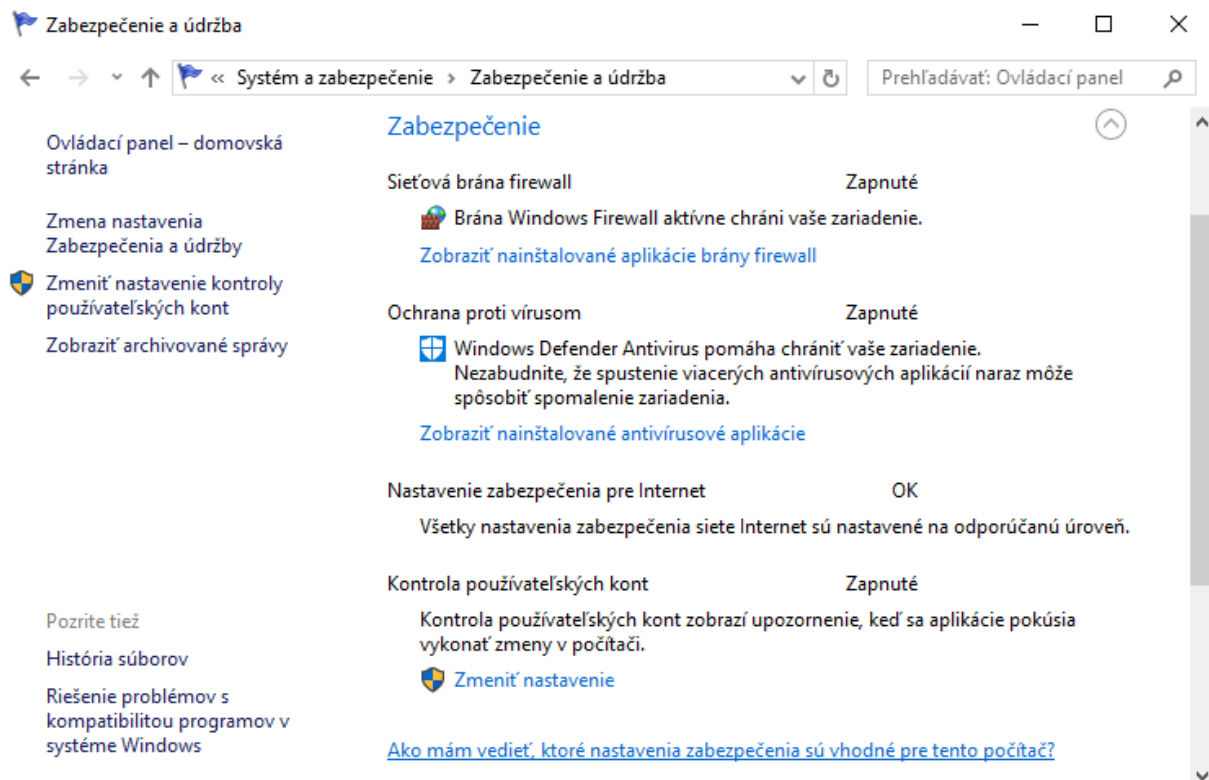 Zabezpečenie a údržba
« Systém a zabezpečenie › Zabezpečenie a údržba
Prehľadávať: Ovládací panel
Ovládací panel – domovská
stránka
Zmena nastavenia
Zabezpečenia a údržby
Zmeniť nastavenie kontroly
používateľských kont
Zobraziť archivované správy
Zabezpečenie
Sieťová brána firewall Zapnuté
Brána Windows Firewall aktívne chráni vaše zariadenie.
Zobraziť nainštalované aplikácie brány firewall
Ochrana proti vírusom Zapnuté
Windows Defender Antivirus pomáha chrániť vaše zariadenie.
Nezabudnite, že spustenie viacerých antivírusových aplikácií naraz môže
spôsobiť spomalenie zariadenia.
Zobraziť nainštalované antivírusové aplikácie
Nastavenie zabezpečenia pre Internet OK
Všetky nastavenia zabezpečenia siete Internet sú nastavené na odporúčanú úroveň.
Kontrola používateľských kont Zapnuté
Kontrola používateľských kont zobrazí upozornenie, keď sa aplikácie pokúsia
vykonať zmeny v počítači.
Zmeniť nastavenie
Ako mám vedieť, ktoré nastavenia zabezpečenia sú vhodné pre tento počítač?
Pozrite tiež
História súborov
Riešenie problémov s
kompatibilitou programov v
systéme Windows